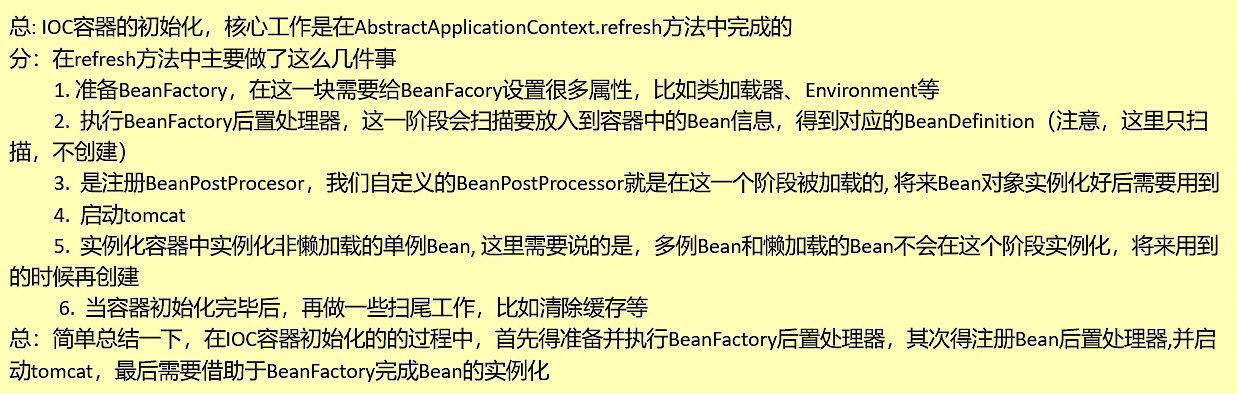 总: IOC容器的初始化，核心工作是在AbstractApplicationContext.refresh方法中完成的
分：在refresh方法中主要做了这么几件事
1. 准备BeanFactory，在这一块需要给BeanFacory设置很多属性，比如类加载器、Environment等
2. 执行BeanFactory后置处理器，这一阶段会扫描要放入到容器中的Bean信息，得到对应的BeanDefinition（注意，这里只扫
描，不创建）
3. 是注册BeanPostProcesor，我们自定义的BeanPostProcessor就是在这一个阶段被加载的, 将来Bean对象实例化好后需要用到
4. 启动tomcat
5. 实例化容器中实例化非懒加载的单例Bean, 这里需要说的是，多例Bean和懒加载的Bean不会在这个阶段实例化，将来用到
的时候再创建
6. 当容器初始化完毕后，再做一些扫尾工作，比如清除缓存等
总：简单总结一下，在IOC容器初始化的的过程中，首先得准备并执行BeanFactory后置处理器，其次得注册Bean后置处理器,并启
动tomcat，最后需要借助于BeanFactory完成Bean的实例化